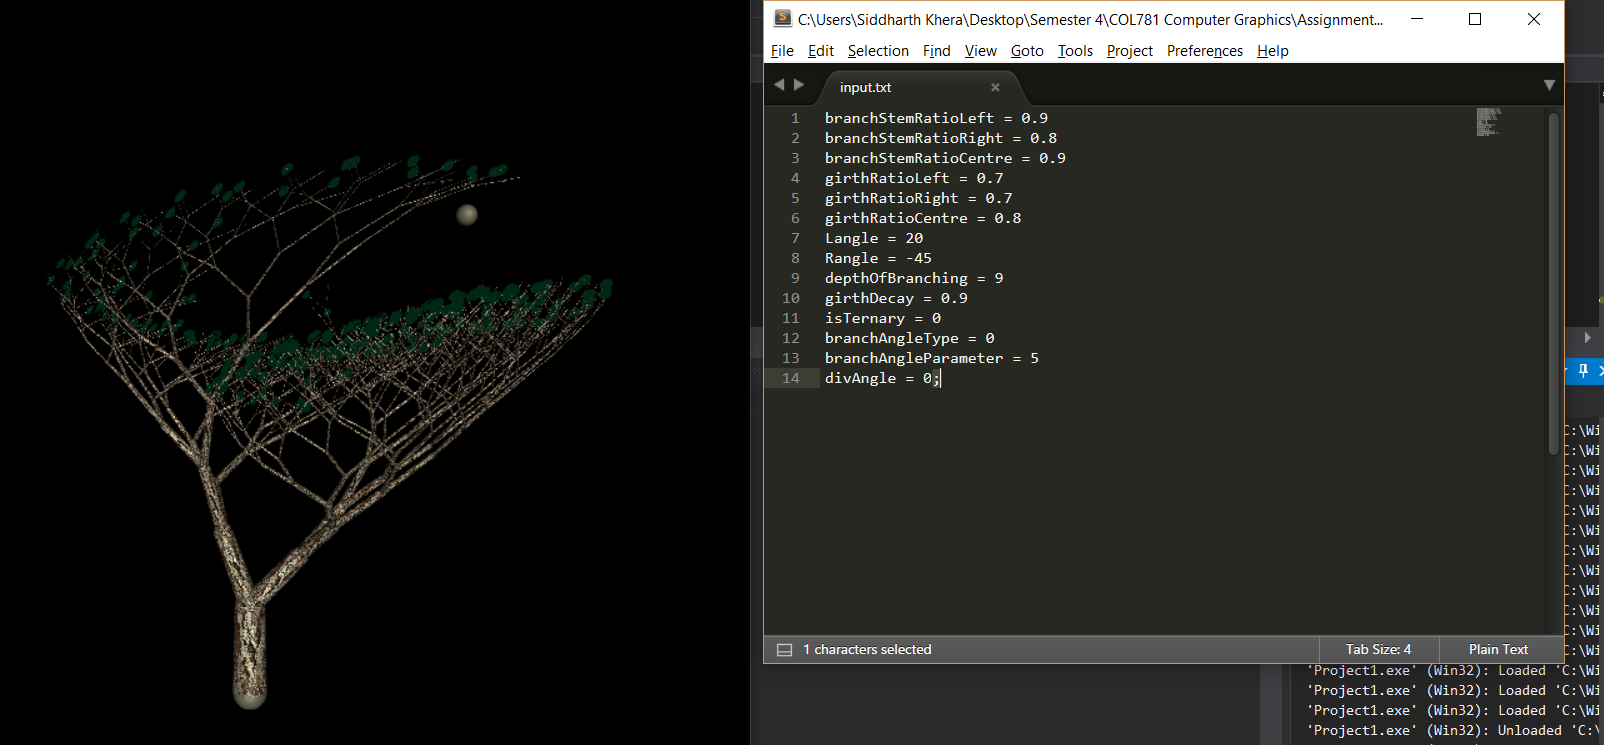 C:\Users\Siddharth Khera\Desktop\Semester 4\COL781 Computer Graphics\Assignment...
File Edit Selection Find View Goto Tools Project Preferences Help
input.txt
1 branchStemRatioLeft = 0.9
2 branchStemRatioRight = 0.8
3 branchStemRatioCentre = 0.9
4 girthRatioLeft = 0.7
5 girthRatioRight = 0.7
6 girthRatioCentre = 0.8
7 Langle = 20
8 Rangle = -45
9 depthOfBranching = 9
10 girthDecay = 0.9
11 isTernary = 0
12 branchAngleType = 0
13 branchAngleParameter = 5
14 divAngle = 0;
C:\Wi
C:\Wi
C:\Wi
C:\Wi
C:\Wi
C:\Wi
C:\Wi
C:\Wi
C:\Wi
C:\Wi
C:\Wi
C:\Wi
1 characters selected Tab Size: 4 Plain Text
'Project1.exe' (Win32): Loaded 'C:\Wi
'Project1.exe' (Win32): Loaded 'C:\Wi
'Project1.exe' (Win32): Loaded 'C:\Wi
'Project1.exe' (Win32): Unloaded 'C:\